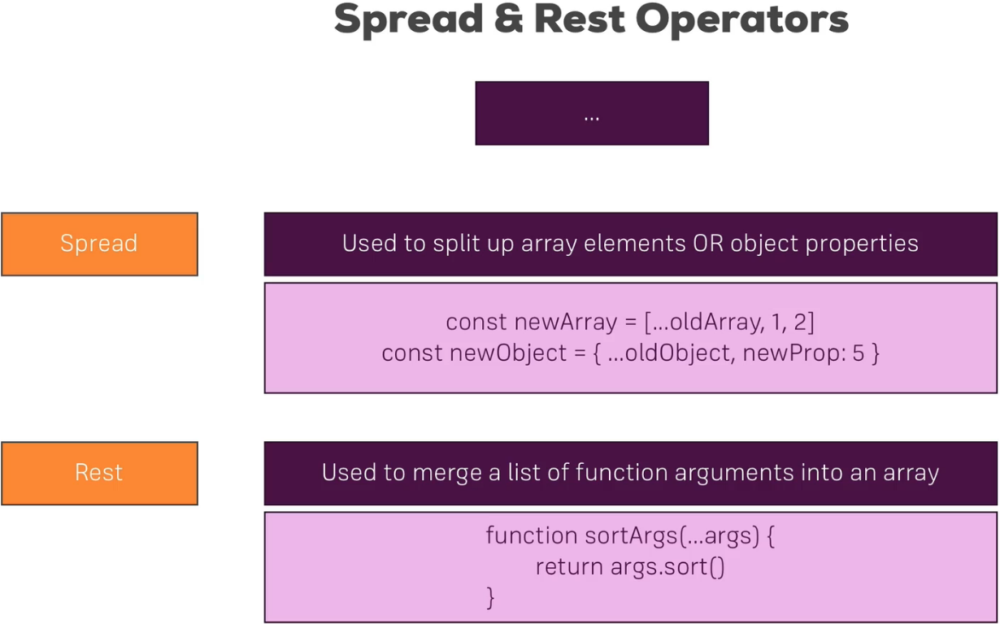 Spread & Rest Operators
...
Spread
Used to split up array elements OR object properties
const newArray = [...oldArray, 1, 2]
const newObject = { ...oldObject, newProp: 5 }
Rest
Used to merge a list of function arguments into an array
function sortArgs(...args) {
return args.sort()
}